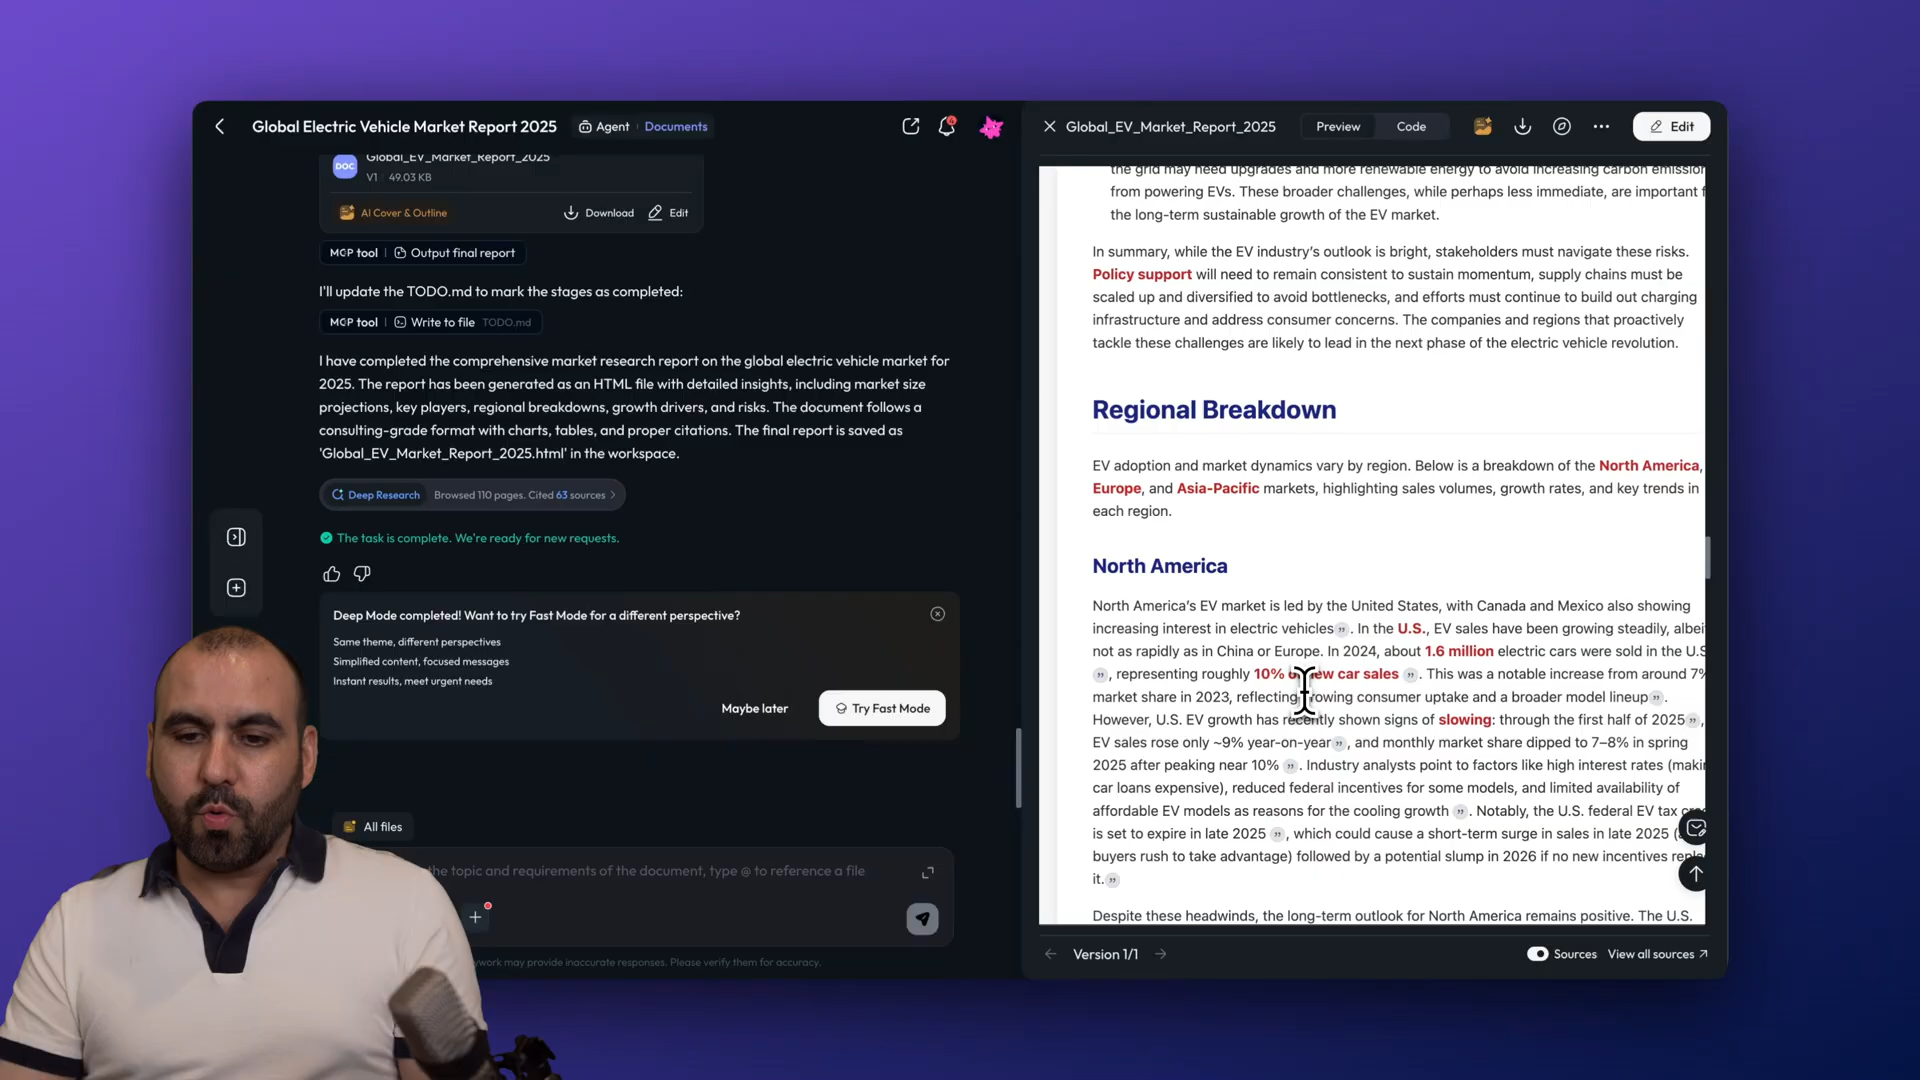 Global Electric Vehicle Market Report 2025
Agent
Documents
DOC
Global_EV_Market_Report_2025
V1 49.03 KB
AI Cover & Outline
Download
Edit
MCP tool | Output final report
I'll update the TODO.md to mark the stages as completed:
MCP tool | Write to file TODO.md
I have completed the comprehensive market research report on the global electric vehicle market for
2025. The report has been generated as an HTML file with detailed insights, including market size
projections, key players, regional breakdowns, growth drivers, and risks. The document follows a
consulting-grade format with charts, tables, and proper citations. The final report is saved as
'Global_EV_Market_Report_2025.html' in the workspace.
Deep Research Browsed 110 pages. Cited 63 sources
The task is complete. We're ready for new requests.
Deep Mode completed! Want to try Fast Mode for a different perspective?
Same theme, different perspectives
Simplified content, focused messages
Instant results, meet urgent needs
Maybe later
Try Fast Mode
All files
the topic and requirements of the document, type @ to reference a file
may provide inaccurate responses. Please verify them for accuracy.
Global_EV_Market_Report_2025
Preview
Code
Edit
the grid may need upgrades and more renewable energy to avoid increasing carbon emission
from powering EVs. These broader challenges, while perhaps less immediate, are important f
the long-term sustainable growth of the EV market.
In summary, while the EV industry's outlook is bright, stakeholders must navigate these risks.
Policy support will need to remain consistent to sustain momentum, supply chains must be
scaled up and diversified to avoid bottlenecks, and efforts must continue to build out charging
infrastructure and address consumer concerns. The companies and regions that proactively
tackle these challenges are likely to lead in the next phase of the electric vehicle revolution.
Regional Breakdown
EV adoption and market dynamics vary by region. Below is a breakdown of the North America,
Europe, and Asia-Pacific markets, highlighting sales volumes, growth rates, and key trends in
each region.
North America
North America's EV market is led by the United States, with Canada and Mexico also showing
increasing interest in electric vehicles. In the U.S., EV sales have been growing steadily, albei
not as rapidly as in China or Europe. In 2024, about 1.6 million electric cars were sold in the U.S
, representing roughly 10% of new car sales. This was a notable increase from around 7%
market share in 2023, reflecting growing consumer uptake and a broader model lineup.
However, U.S. EV growth has recently shown signs of slowing: through the first half of 2025,
EV sales rose only ~9% year-on-year, and monthly market share dipped to 7–8% in spring
2025 after peaking near 10%. Industry analysts point to factors like high interest rates (maki
car loans expensive), reduced federal incentives for some models, and limited availability of
affordable EV models as reasons for the cooling growth. Notably, the U.S. federal EV tax cre
is set to expire in late 2025, which could cause a short-term surge in sales in late 2025 (
buyers rush to take advantage) followed by a potential slump in 2026 if no new incentives repla
it.
Despite these headwinds, the long-term outlook for North America remains positive. The U.S.
Version 1/1
Sources
View all sources